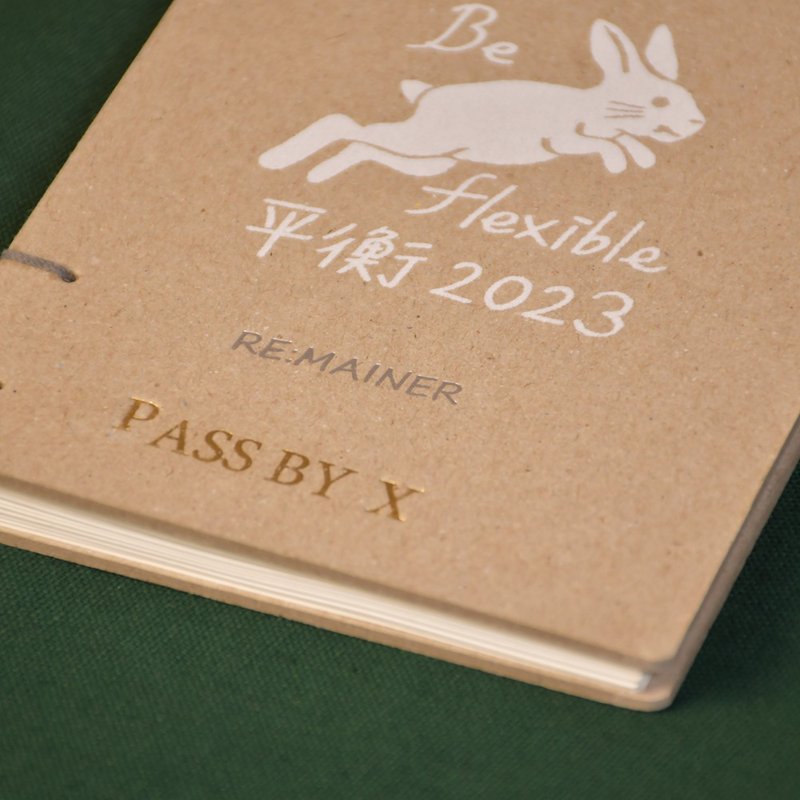 Be
flexible
平衡 2023
RE:MAINER
PASS BY X